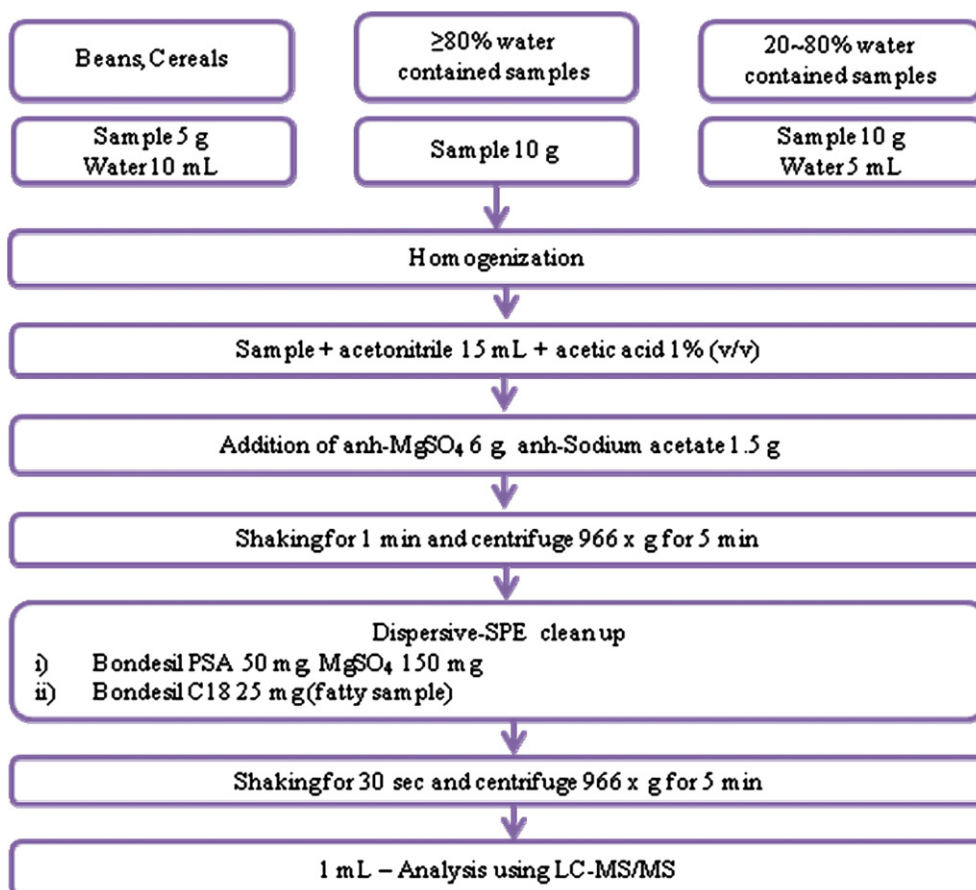 Beans, Cereals
≥80% water
contained samples
20~80% water
contained samples
Sample 5 g
Water 10 mL
Sample 10 g
Sample 10 g
Water 5 mL
Homogenization
Sample + acetonitrile 15 mL + acetic acid 1% (v/v)
Addition of anh-MgSO₄ 6 g, anh-Sodium acetate 1.5 g
Shaking for 1 min and centrifuge 966 x g for 5 min
Dispersive-SPE clean up
i) Bondesil PSA 50 mg, MgSO₄ 150 mg
ii) Bondesil C18 25 mg (fatty sample)
Shaking for 30 sec and centrifuge 966 x g for 5 min
1 mL – Analysis using LC-MS/MS